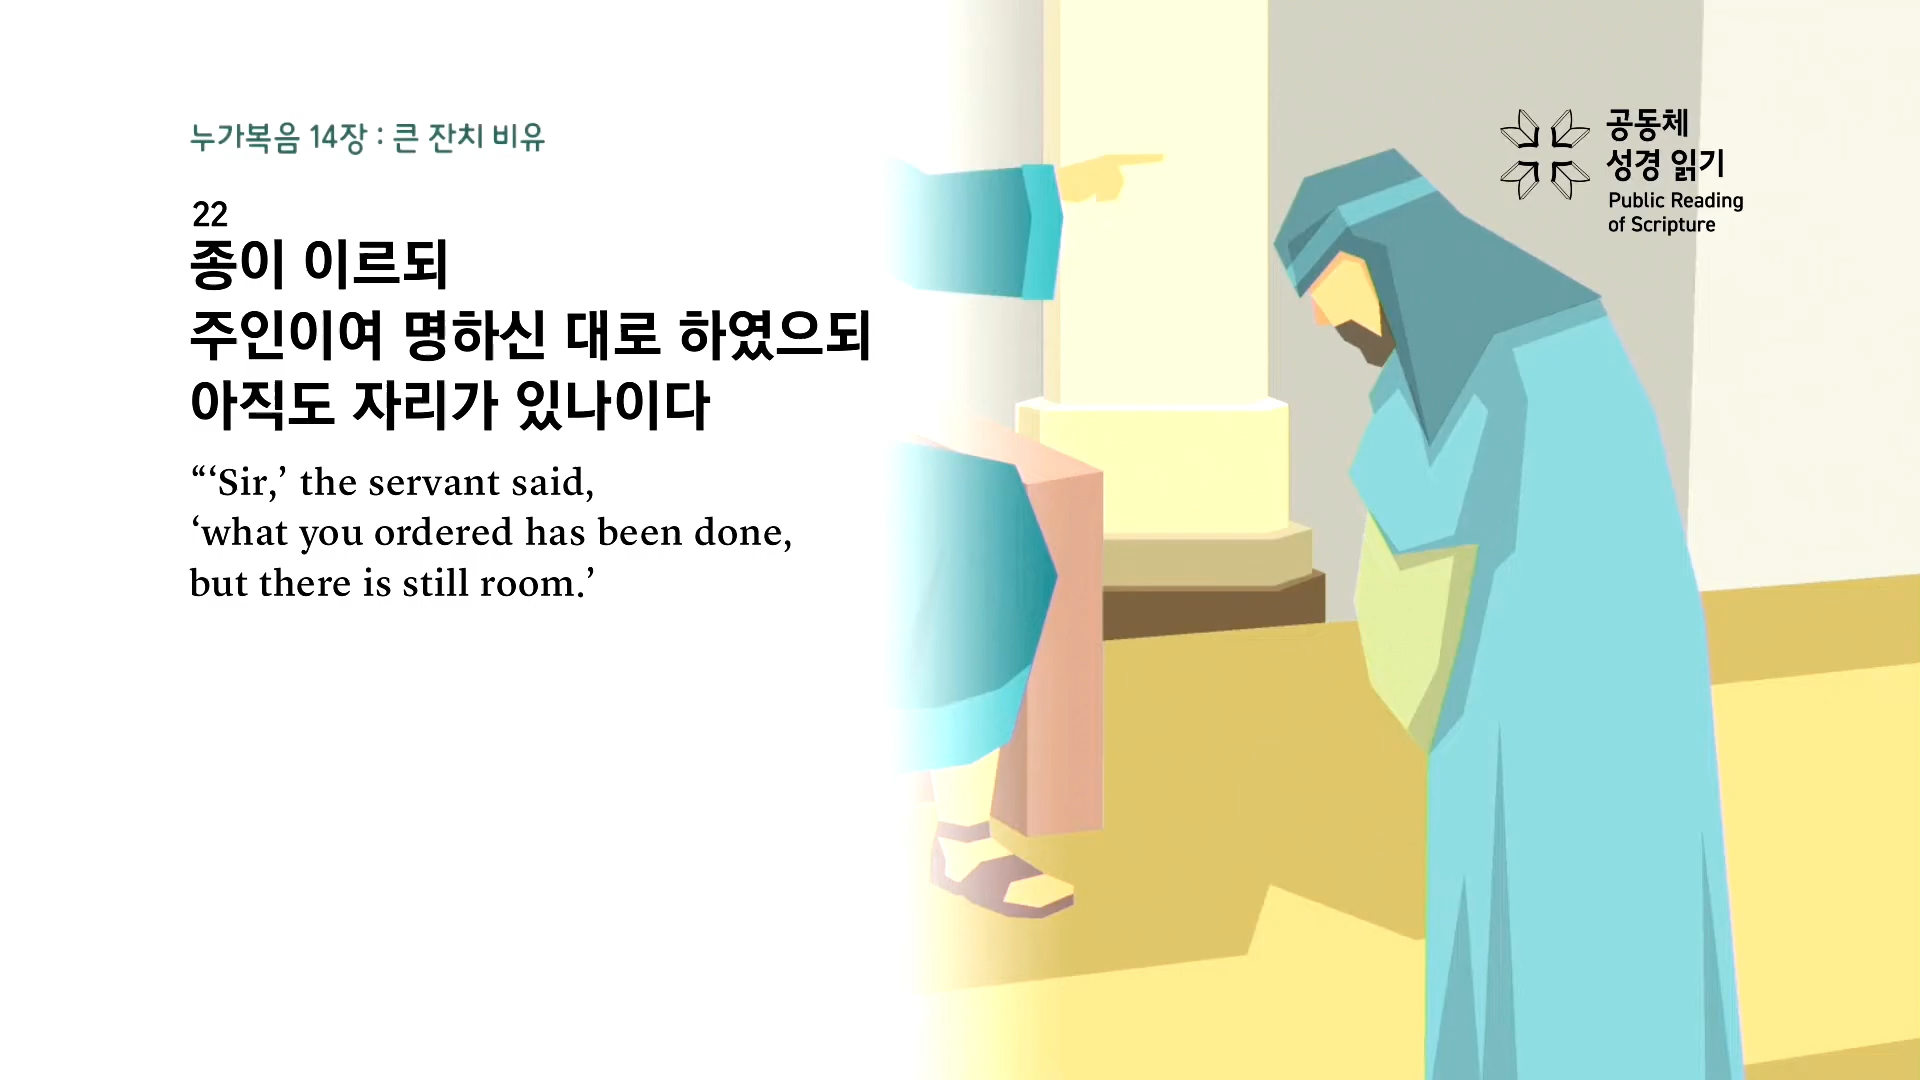 누가복음 14장 : 큰 잔치 비유
22
종이 이르되
주인이여 명하신 대로 하였으되
아직도 자리가 있나이다
“‘Sir,’ the servant said,
‘what you ordered has been done,
but there is still room.’
공동체
성경 읽기
Public Reading
of Scripture